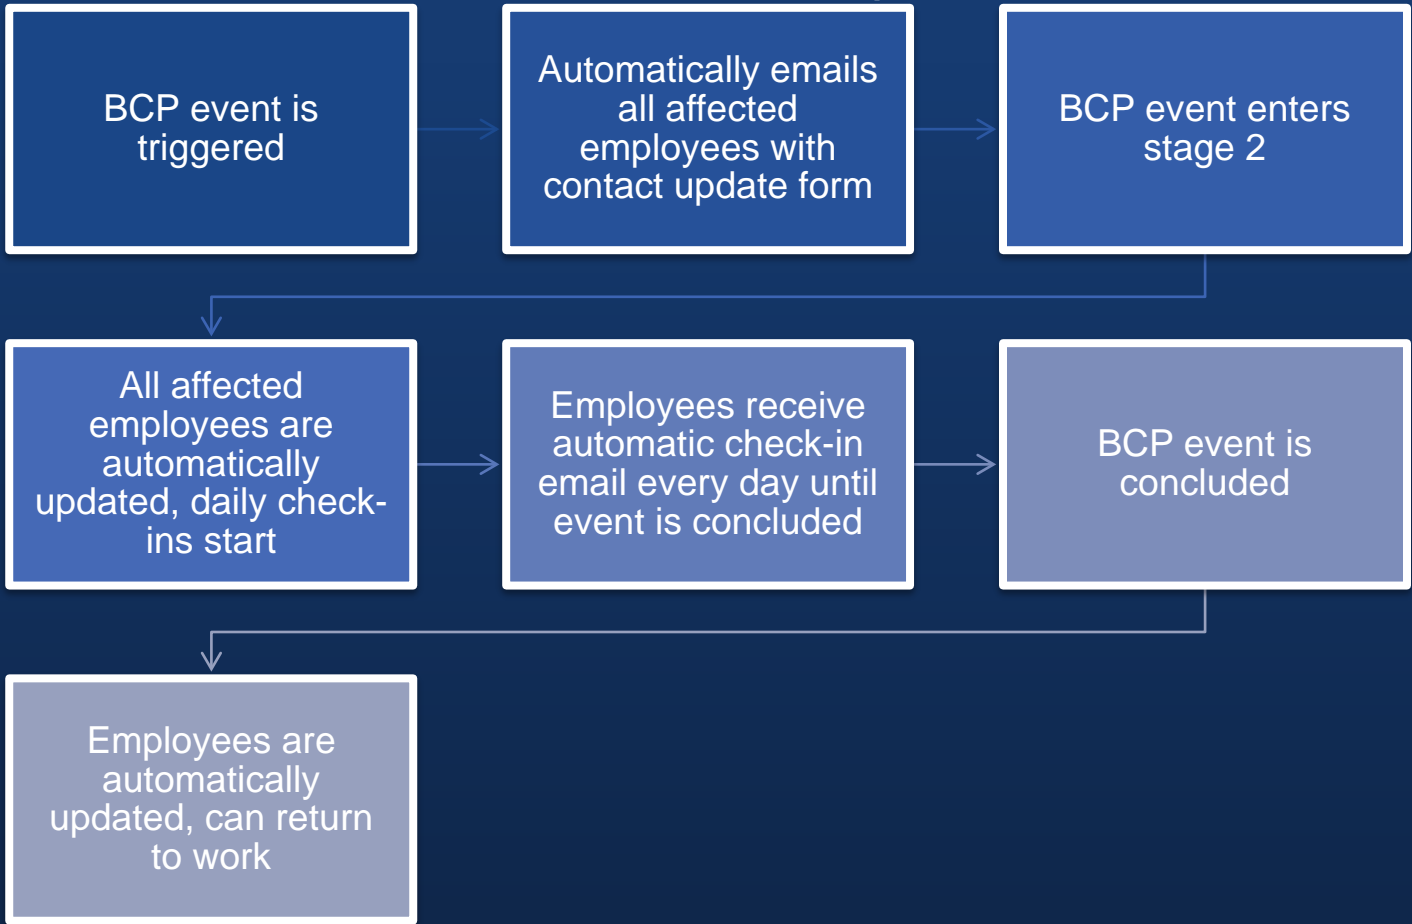 BCP event is
triggered
Automatically emails
all affected
employees with
contact update form
BCP event enters
stage 2
All affected
employees are
automatically
updated, daily check-
ins start
Employees receive
automatic check-in
email every day until
event is concluded
BCP event is
concluded
Employees are
automatically
updated, can return
to work